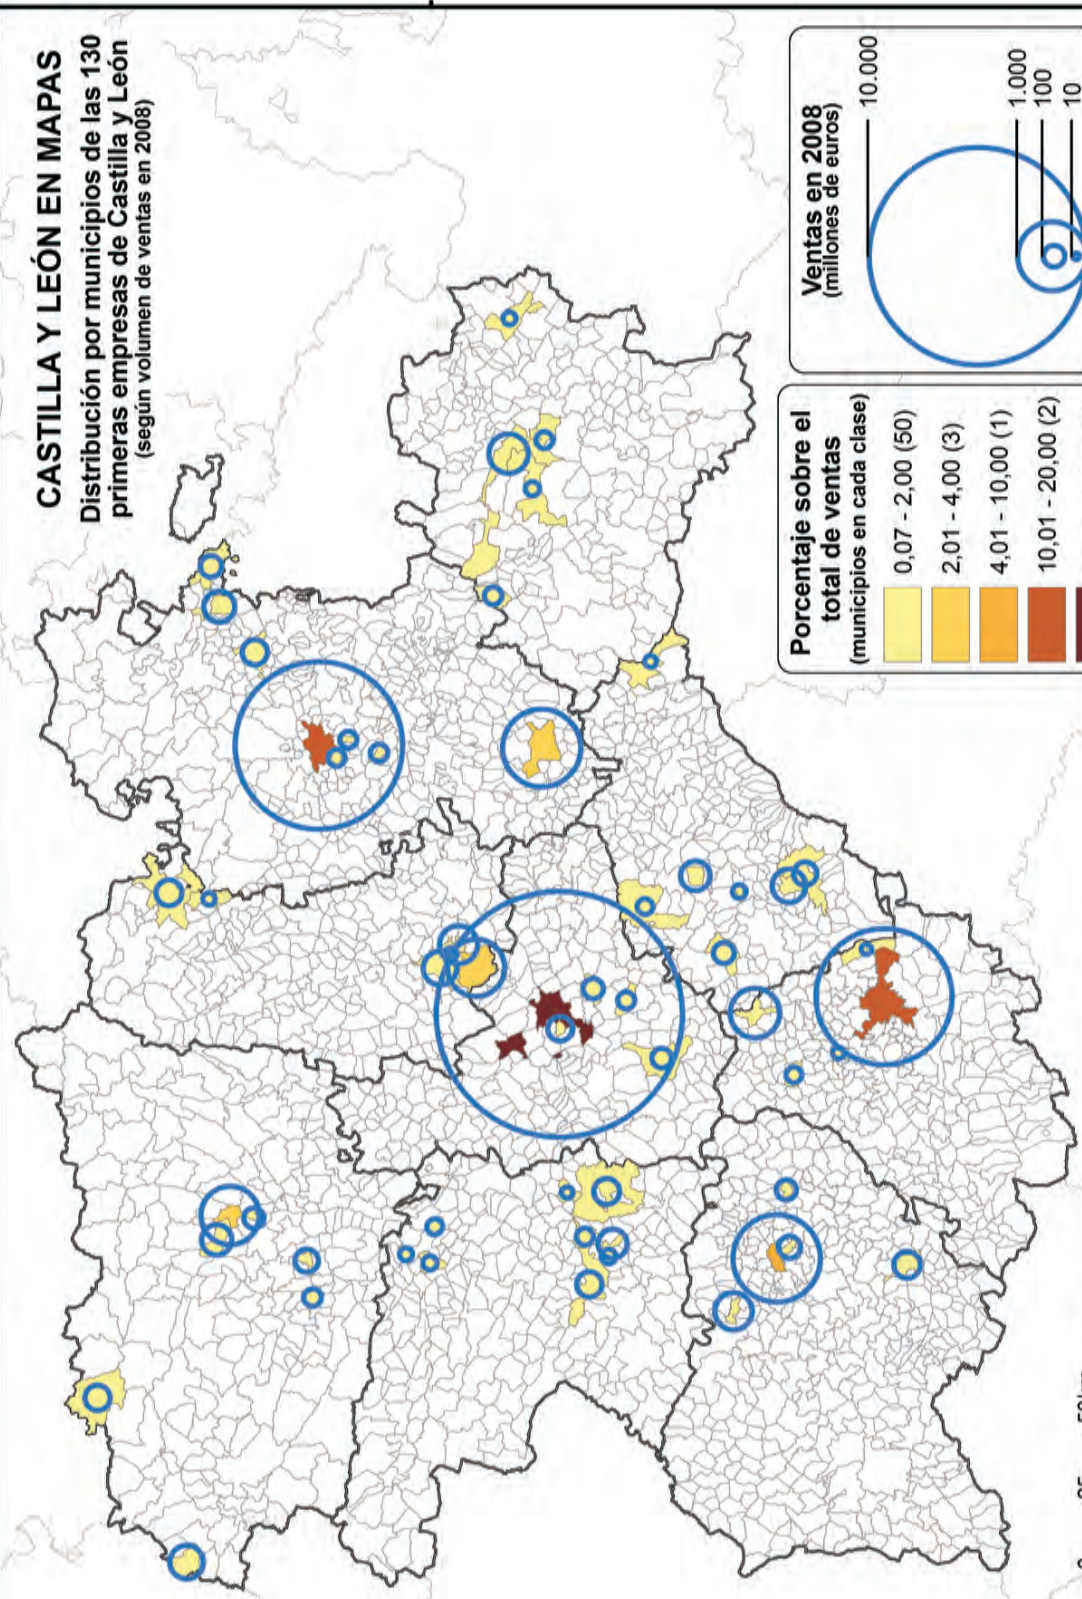 CASTILLA Y LEÓN EN MAPAS
Distribución por municipios de las 130
primeras empresas de Castilla y León
(según volumen de ventas en 2008)
Ventas en 2008
(millones de euros)
10.000
1.000
100
10
Porcentaje sobre el
total de ventas
(municipios en cada clase)
0,07 - 2,00 (50)
2,01 - 4,00 (3)
4,01 - 10,00 (1)
10,01 - 20,00 (2)